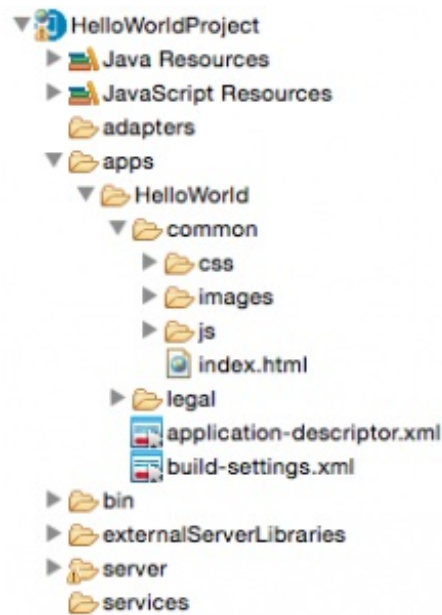 HelloWorldProject
Java Resources
JavaScript Resources
adapters
apps
HelloWorld
common
css
images
js
index.html
legal
application-descriptor.xml
build-settings.xml
bin
externalServerLibraries
server
services